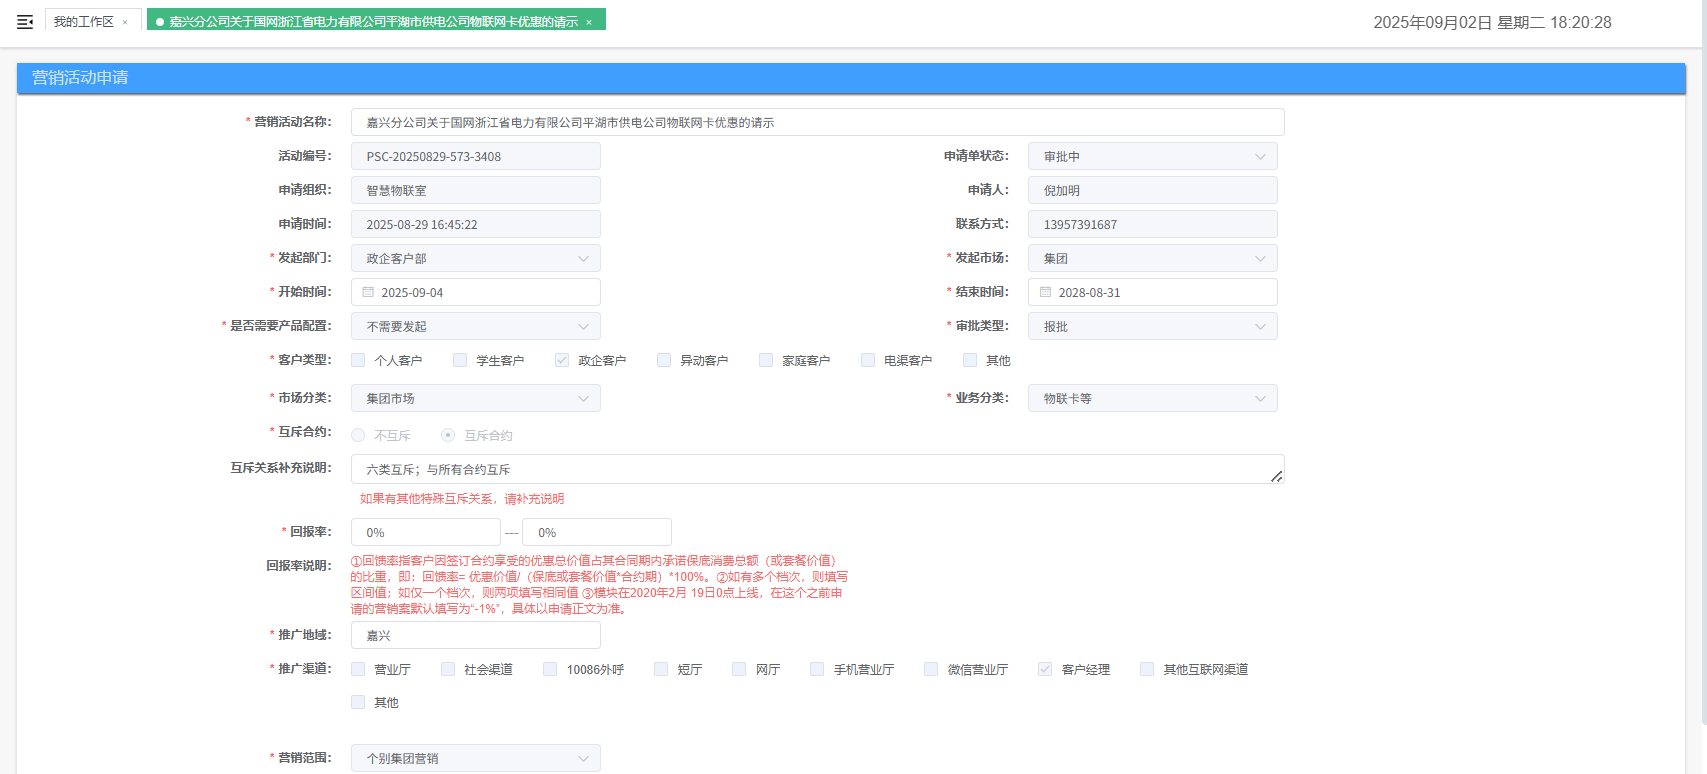 我的工作区 ×
嘉兴分公司关于国网浙江省电力有限公司平湖市供电公司物联网卡优惠的请示 ×
2025年09月02日 星期二 18:20:28
营销活动申请
* 营销活动名称: 嘉兴分公司关于国网浙江省电力有限公司平湖市供电公司物联网卡优惠的请示
活动编号: PSC-20250829-573-3408 申请单状态: 审批中
申请组织: 智慧物联室 申请人: 倪加明
申请时间: 2025-08-29 16:45:22 联系方式: 13957391687
* 发起部门: 政企客户部 * 发起市场: 集团
* 开始时间: 2025-09-04 * 结束时间: 2028-08-31
* 是否需要产品配置: 不需要发起 * 审批类型: 报批
* 客户类型: 个人客户 学生客户 政企客户 异动客户 家庭客户 电渠客户 其他
* 市场分类: 集团市场 * 业务分类: 物联卡等
* 互斥合约: 不互斥 互斥合约
互斥关系补充说明: 六类互斥；与所有合约互斥
如果有其他特殊互斥关系，请补充说明
* 回报率: 0% --- 0%
回报率说明: ①回馈率指客户因签订合约享受的优惠总价值占其合同期内承诺保底消费总额（或套餐价值）
的比重，即：回馈率= 优惠价值/（保底或套餐价值*合约期）*100%。②如有多个档次，则填写
区间值；如仅一个档次，则两项填写相同值 ③模块在2020年2月 19日0点上线，在这个之前申
请的营销案默认填写为“-1%”，具体以申请正文为准。
* 推广地域: 嘉兴
* 推广渠道: 营业厅 社会渠道 10086外呼 短厅 网厅 手机营业厅 微信营业厅 客户经理 其他互联网渠道
其他
* 营销范围: 个别集团营销